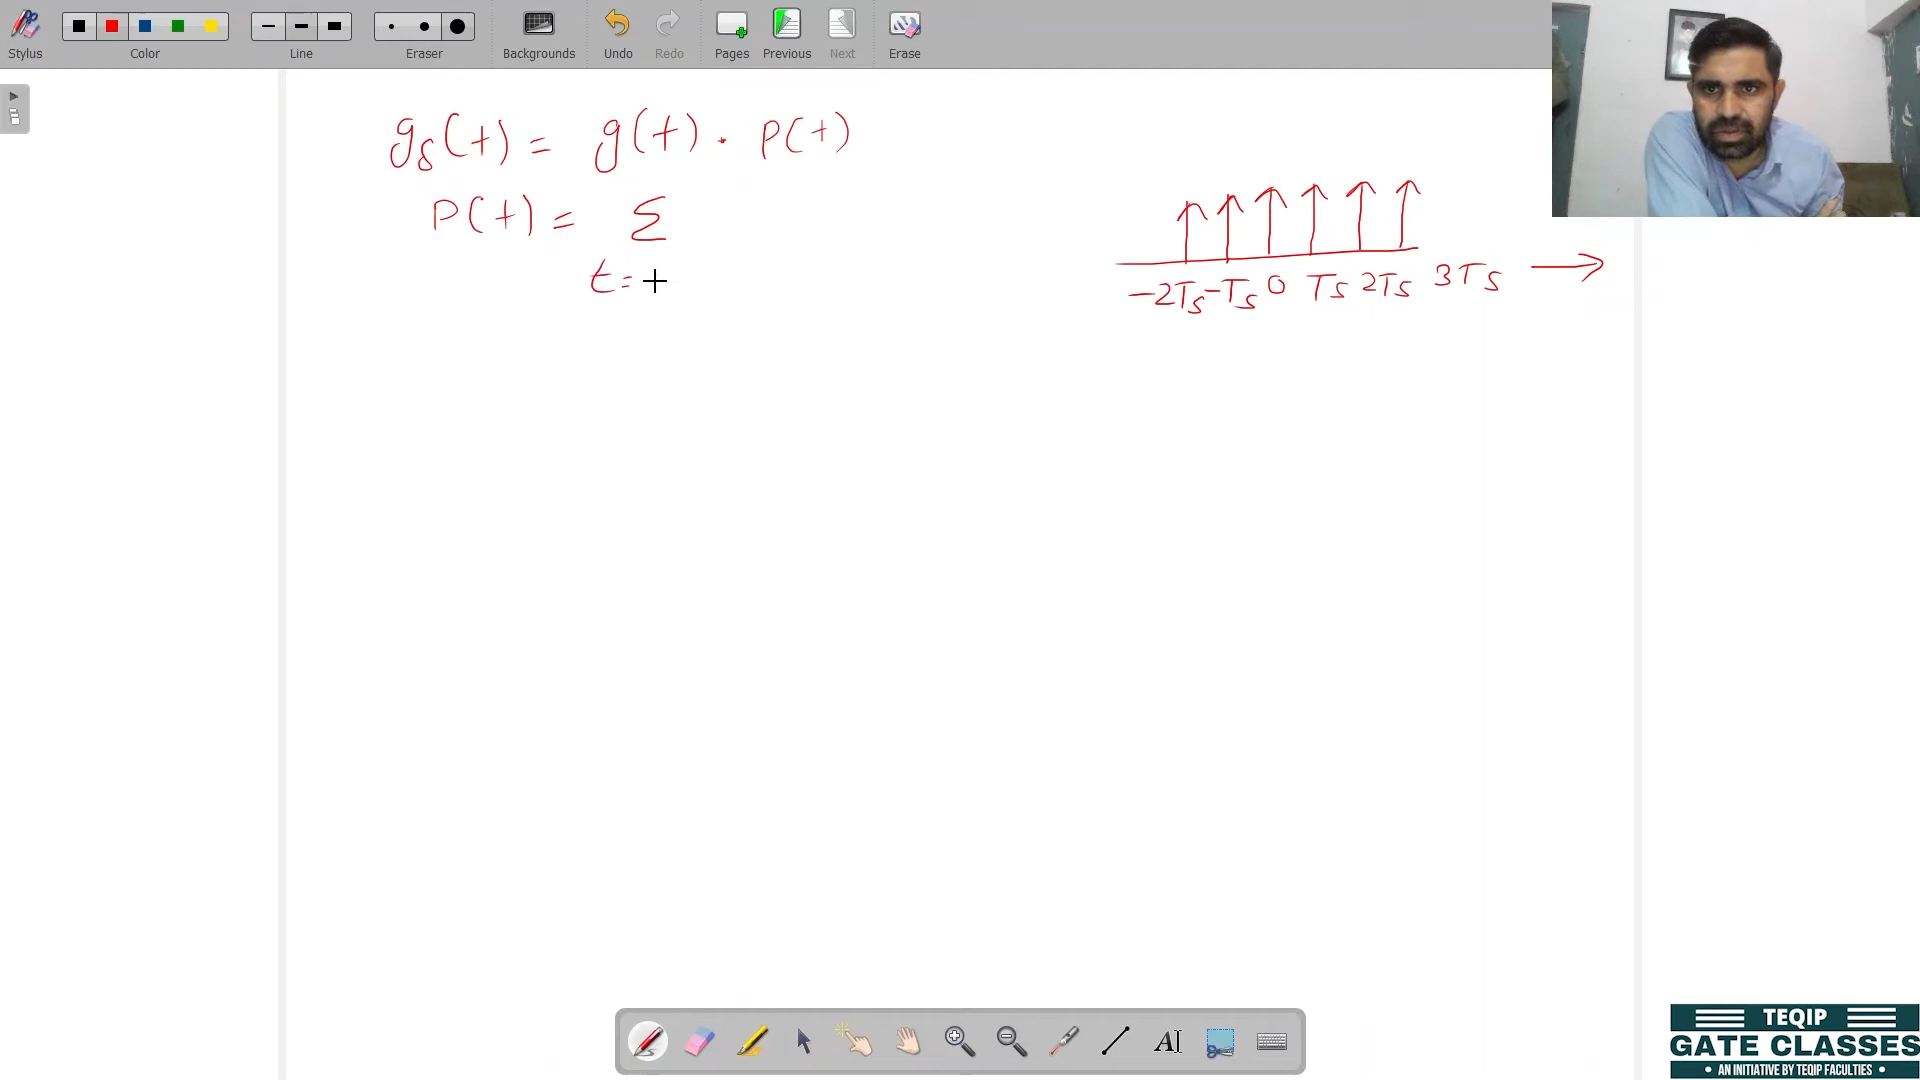 Stylus Color Line Eraser Backgrounds Undo Redo Pages Previous Next Erase
g_δ(t) = g(t) · P(t)
P(t) = Σ
t =
-2Ts -Ts 0 Ts 2Ts 3Ts
TEQIP
GATE CLASSES
• AN INITIATIVE BY TEQIP FACULTIES •